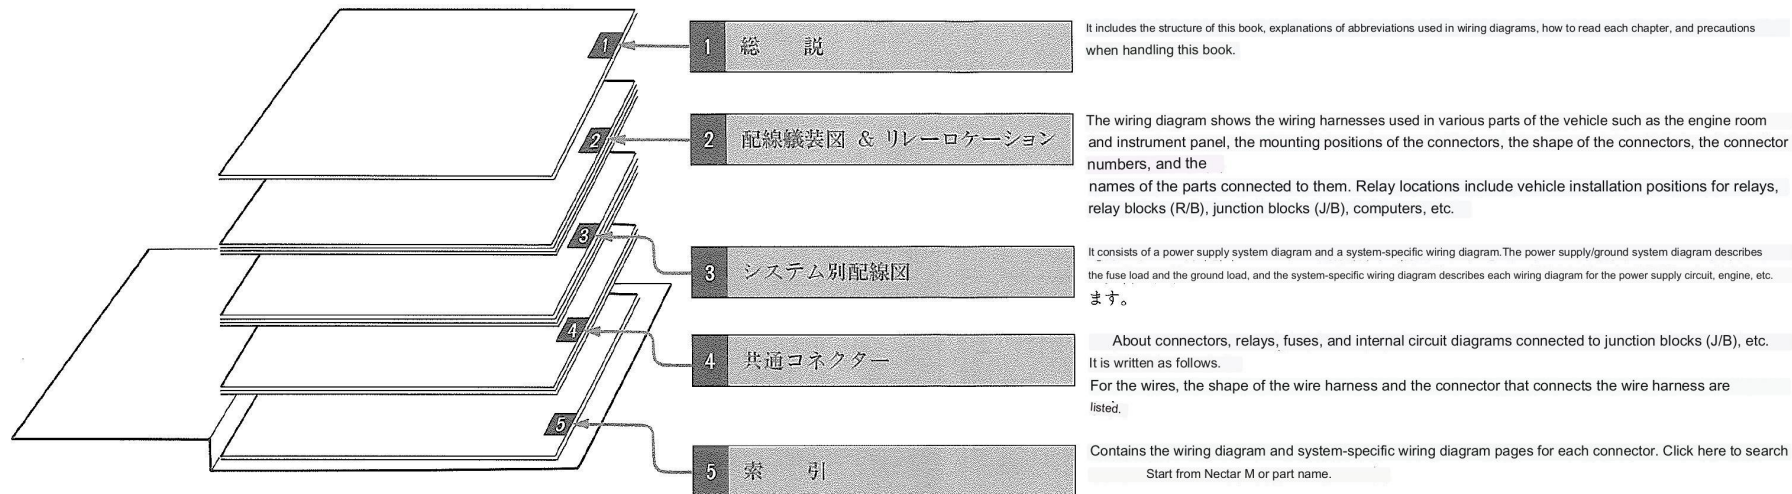 1
1 総 説
It includes the structure of this book, explanations of abbreviations used in wiring diagrams, how to read each chapter, and precautions
when handling this book.
2
2 配線艤装図 & リレーロケーション
The wiring diagram shows the wiring harnesses used in various parts of the vehicle such as the engine room
and instrument panel, the mounting positions of the connectors, the shape of the connectors, the connector
numbers, and the
names of the parts connected to them. Relay locations include vehicle installation positions for relays,
relay blocks (R/B), junction blocks (J/B), computers, etc.
3
3 システム別配線図
It consists of a power supply system diagram and a system-specific wiring diagram.The power supply/ground system diagram describes
the fuse load and the ground load, and the system-specific wiring diagram describes each wiring diagram for the power supply circuit, engine, etc.
ます。
4
4 共通コネクター
About connectors, relays, fuses, and internal circuit diagrams connected to junction blocks (J/B), etc.
It is written as follows.
For the wires, the shape of the wire harness and the connector that connects the wire harness are
listed.
5
5 索 引
Contains the wiring diagram and system-specific wiring diagram pages for each connector. Click here to search
Start from Nectar M or part name.